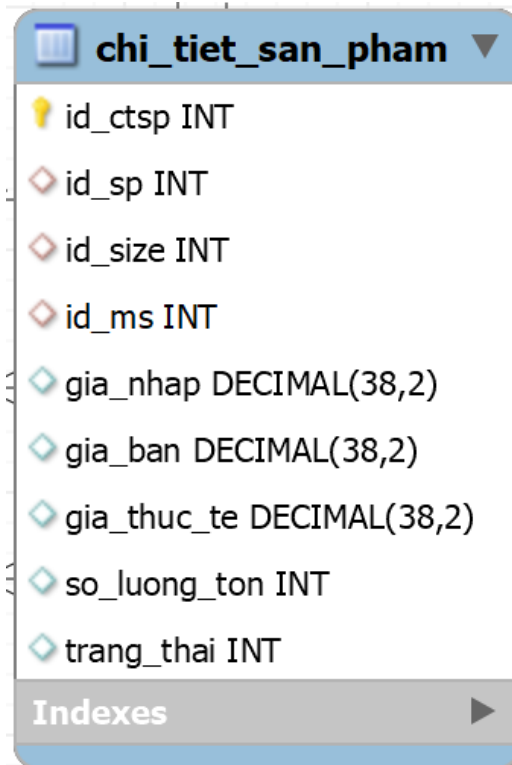 chi_tiet_san_pham
id_ctsp INT
id_sp INT
id_size INT
id_ms INT
gia_nhap DECIMAL(38,2)
gia_ban DECIMAL(38,2)
gia_thuc_te DECIMAL(38,2)
so_luong_ton INT
trang_thai INT
Indexes